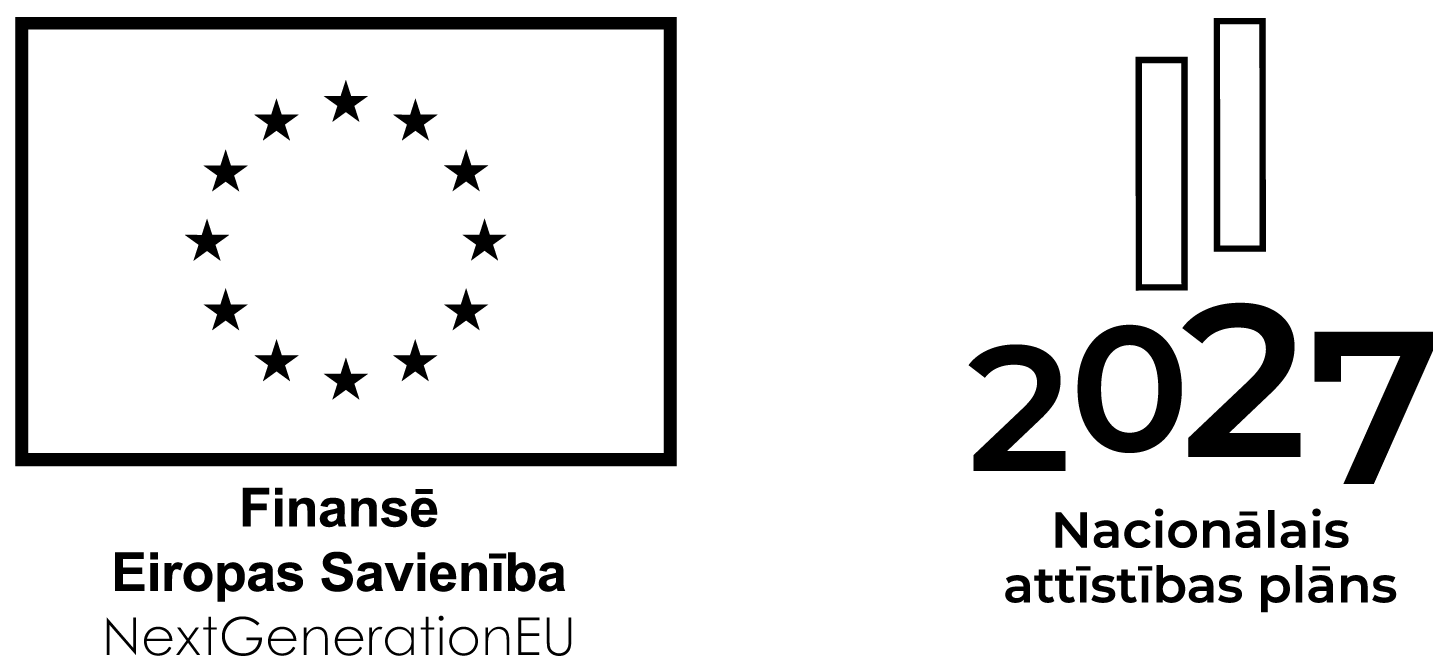 Finansē
Eiropas Savienība
NextGenerationEU
2027
Nacionālais
attīstības plāns